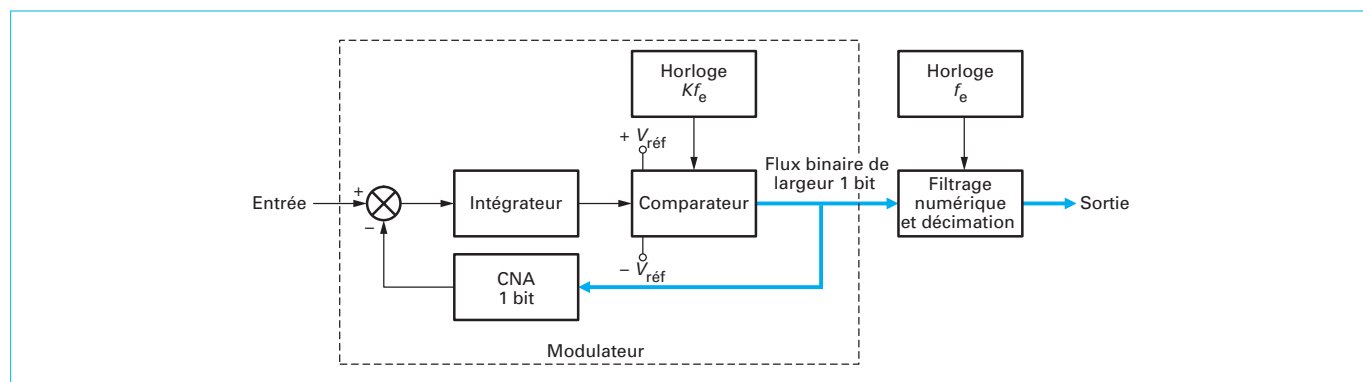 Horloge
Kfe
Horloge
fe
+ Vréf
Flux binaire de
largeur 1 bit
Entrée
+
−
Intégrateur
Comparateur
Filtrage
numérique
et décimation
Sortie
− Vréf
CNA
1 bit
Modulateur